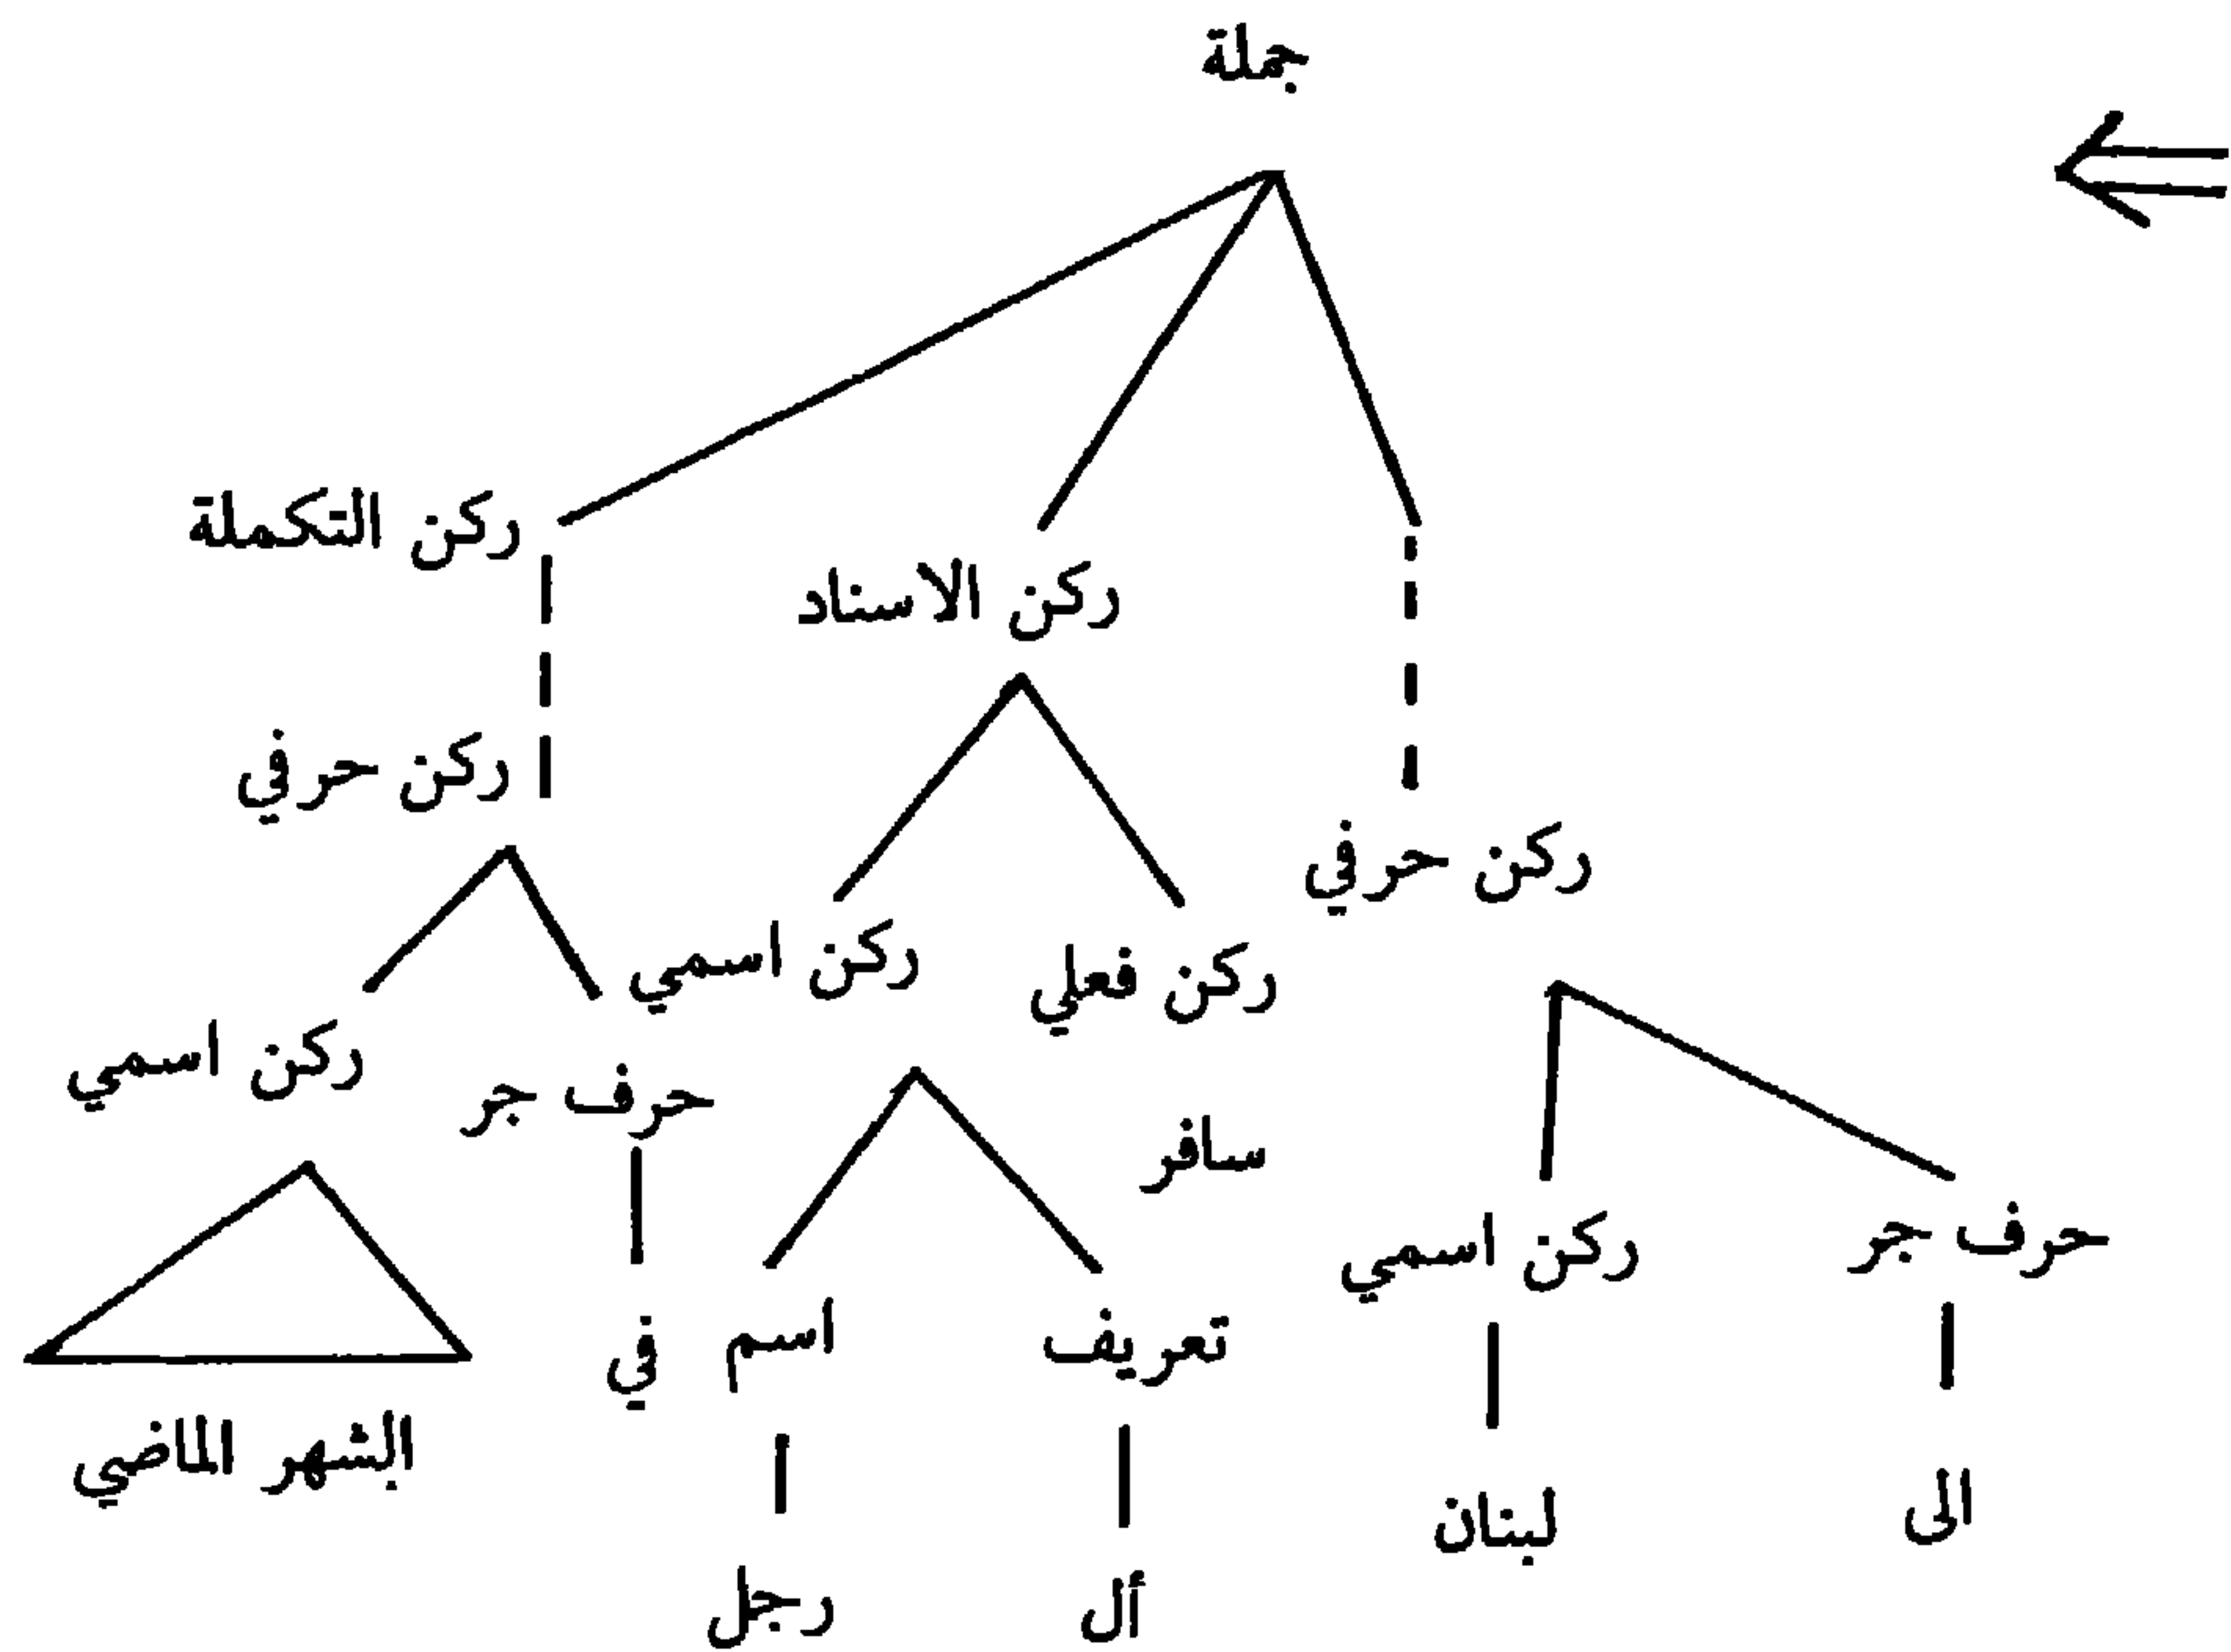 جملة
ركن التكملة
ركن الاسناد
ركن حرفي
ركن حرفي
ركن اسمي
ركن فعلي
ركن اسمي
حرف جر
سافر
ركن اسمي
حرف جر
في
اسم
تعريف
الشهر الماضي
لبنان
الى
رجل
أل